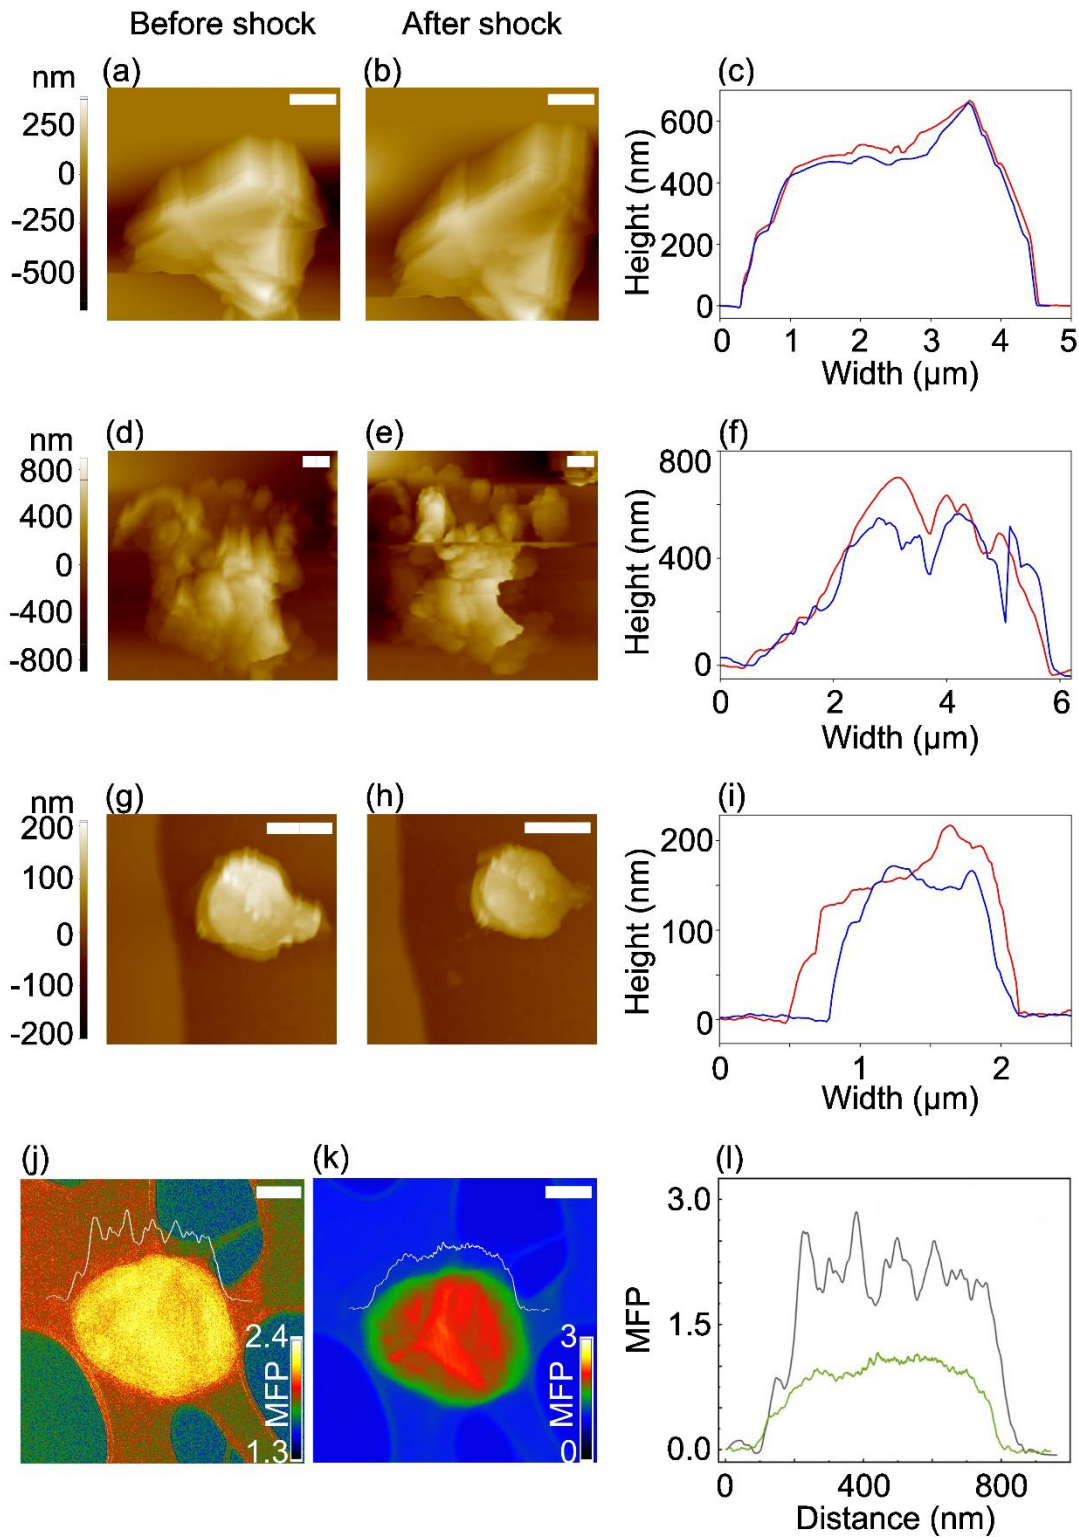 Before shock After shock
nm (a) (b) (c)
250
0
-250
-500
Height (nm)
600
400
200
0
0 1 2 3 4 5
Width (µm)
nm (d) (e) (f)
800
400
0
-400
-800
Height (nm)
800
400
0
0 2 4 6
Width (µm)
nm (g) (h) (i)
200
100
0
-100
-200
Height (nm)
200
100
0
0 1 2
Width (µm)
(j) (k) (l)
2.4
MFP
1.3
3
MFP
0
MFP
3.0
1.5
0.0
0 400 800
Distance (nm)